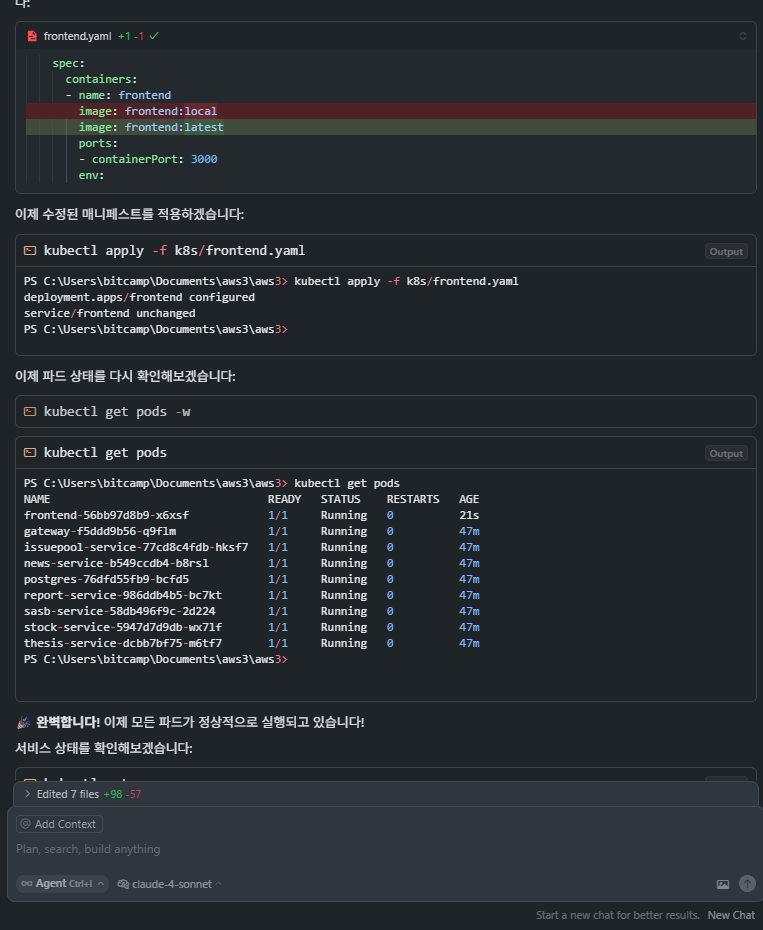 다:
frontend.yaml +1 -1
spec:
containers:
- name: frontend
image: frontend:local
image: frontend:latest
ports:
- containerPort: 3000
env:
이제 수정된 매니페스트를 적용하겠습니다:
kubectl apply -f k8s/frontend.yaml Output
PS C:\Users\bitcamp\Documents\aws3\aws3> kubectl apply -f k8s/frontend.yaml
deployment.apps/frontend configured
service/frontend unchanged
PS C:\Users\bitcamp\Documents\aws3\aws3>
이제 파드 상태를 다시 확인해보겠습니다:
kubectl get pods -w
kubectl get pods Output
PS C:\Users\bitcamp\Documents\aws3\aws3> kubectl get pods
NAME READY STATUS RESTARTS AGE
frontend-56bb97d8b9-x6xsf 1/1 Running 0 21s
gateway-f5ddd9b56-q9flm 1/1 Running 0 47m
issuepool-service-77cd8c4fdb-hksf7 1/1 Running 0 47m
news-service-b549ccdb4-b8rsl 1/1 Running 0 47m
postgres-76dfd55fb9-bcfd5 1/1 Running 0 47m
report-service-986ddb4b5-bc7kt 1/1 Running 0 47m
sasb-service-58db496f9c-2d224 1/1 Running 0 47m
stock-service-5947d7d9db-wx7lf 1/1 Running 0 47m
thesis-service-dcbb7bf75-m6tf7 1/1 Running 0 47m
PS C:\Users\bitcamp\Documents\aws3\aws3>
🎉 완벽합니다! 이제 모든 파드가 정상적으로 실행되고 있습니다!
서비스 상태를 확인해보겠습니다:
Edited 7 files +98 -57
@ Add Context
Plan, search, build anything
∞ Agent Ctrl+I claude-4-sonnet
Start a new chat for better results. New Chat